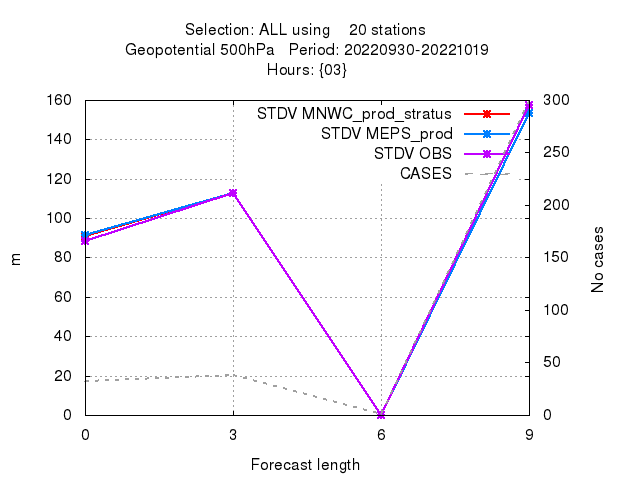 Selection: ALL using 20 stations
Geopotential 500hPa Period: 20220930-20221019
Hours: {03}
160 300
STDV MNWC_prod_stratus
140 250
STDV MEPS_prod
STDV OBS
120 200
CASES
100
80 150
60 100
40 50
20
0 0
m
No cases
0 3 6 9
Forecast length